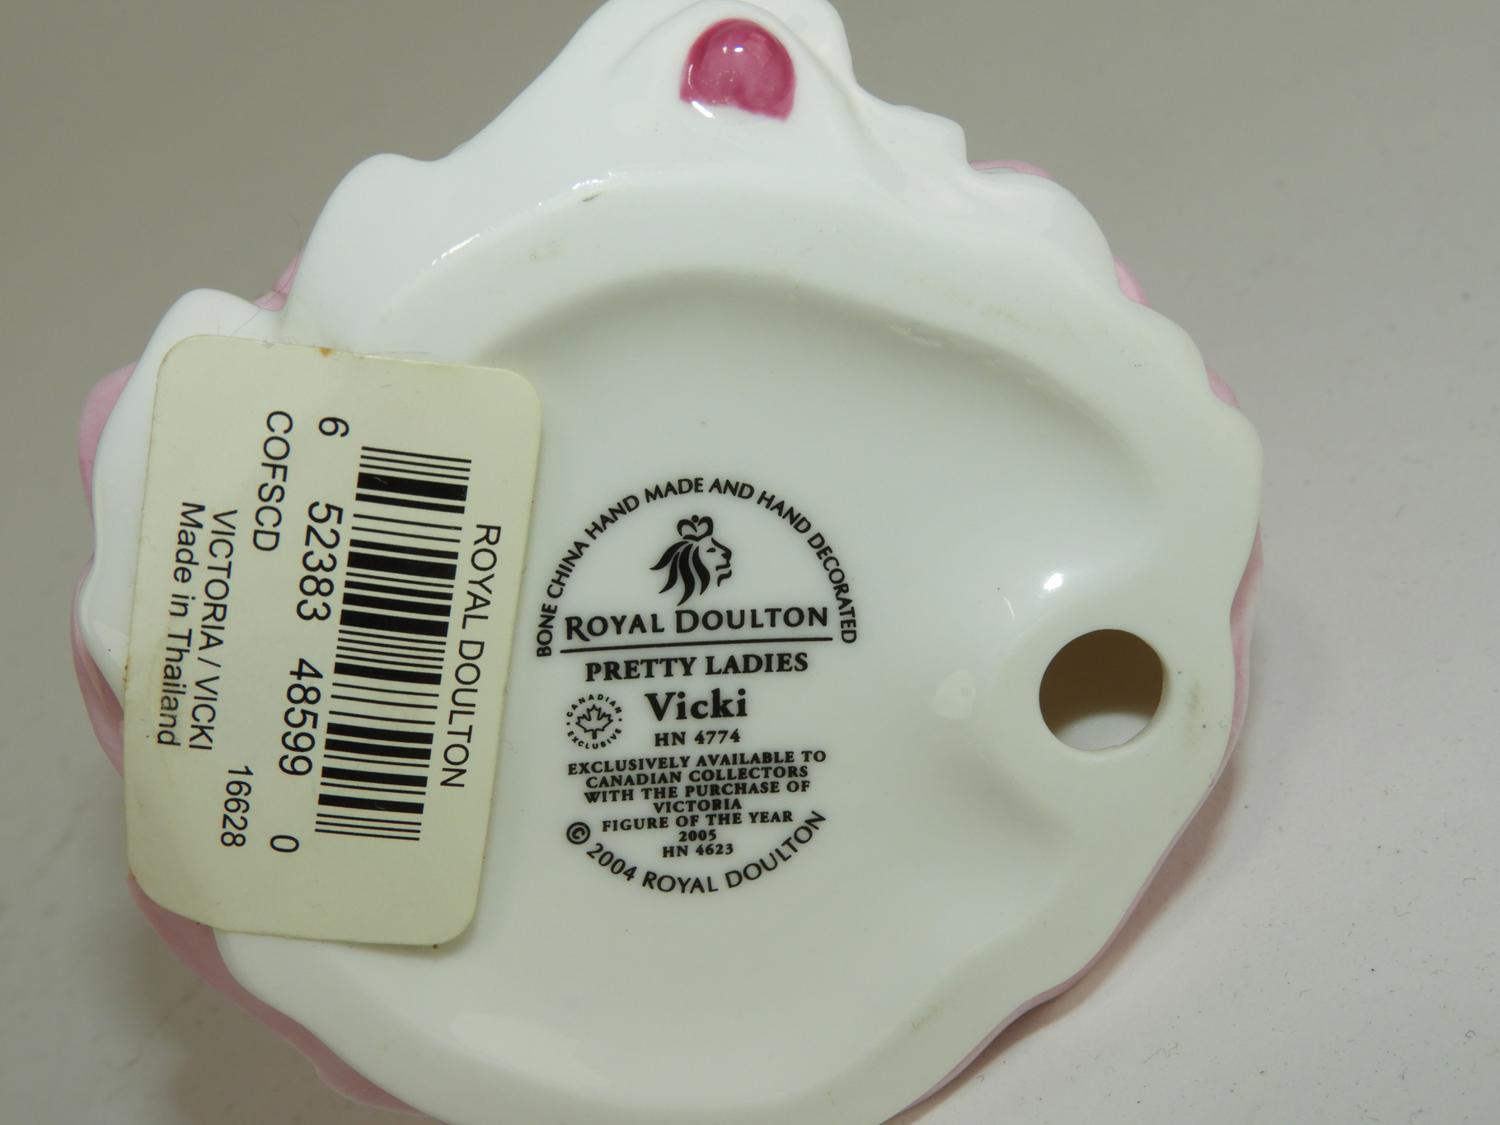 ROYAL DOULTON
6 52383 48599 0
COFSCD
16628
VICTORIA / VICKI
Made in Thailand
BONE CHINA HAND MADE AND HAND DECORATED
ROYAL DOULTON
PRETTY LADIES
CANADIAN EXCLUSIVE
Vicki
HN 4774
EXCLUSIVELY AVAILABLE TO
CANADIAN COLLECTORS
WITH THE PURCHASE OF
VICTORIA
FIGURE OF THE YEAR
2005
HN 4623
© 2004 ROYAL DOULTON